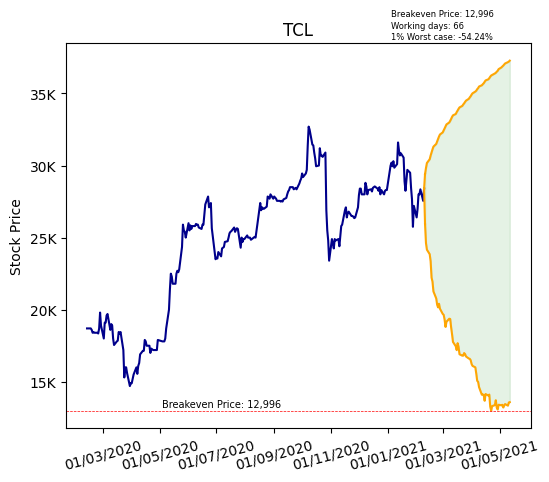 Breakeven Price: 12,996
Working days: 66
1% Worst case: -54.24%
TCL
Stock Price
35K
30K
25K
20K
15K
Breakeven Price: 12,996
01/03/2020
01/05/2020
01/07/2020
01/09/2020
01/11/2020
01/01/2021
01/03/2021
01/05/2021